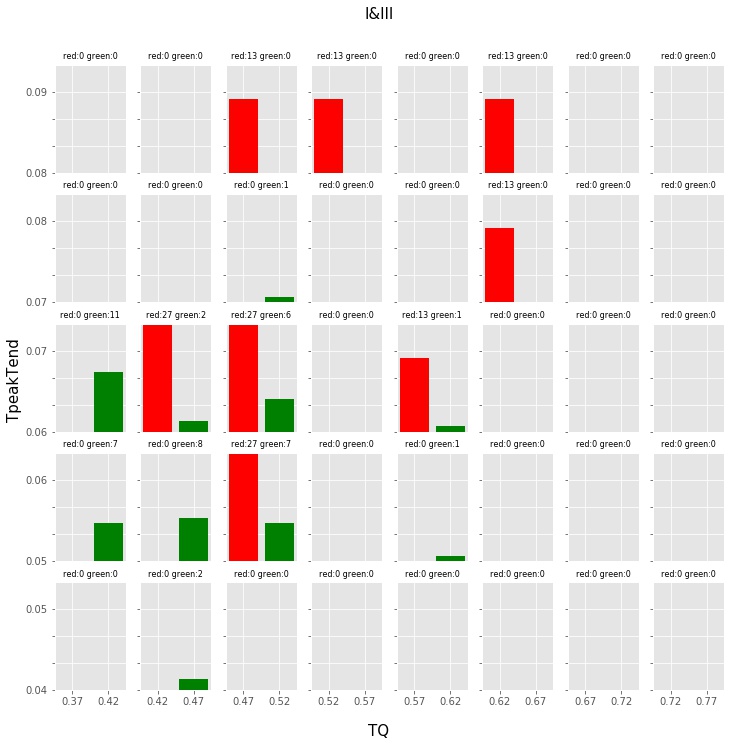 I&III
red:0 green:0 red:0 green:0 red:13 green:0 red:13 green:0 red:0 green:0 red:13 green:0 red:0 green:0 red:0 green:0
0.09
0.08
red:0 green:0 red:0 green:0 red:0 green:1 red:0 green:0 red:0 green:0 red:13 green:0 red:0 green:0 red:0 green:0
0.08
0.07
red:0 green:11 red:27 green:2 red:27 green:6 red:0 green:0 red:13 green:1 red:0 green:0 red:0 green:0 red:0 green:0
0.07
0.06
TpeakTend
red:0 green:7 red:0 green:8 red:27 green:7 red:0 green:0 red:0 green:1 red:0 green:0 red:0 green:0 red:0 green:0
0.06
0.05
red:0 green:0 red:0 green:2 red:0 green:0 red:0 green:0 red:0 green:0 red:0 green:0 red:0 green:0 red:0 green:0
0.05
0.04
0.37 0.42 0.42 0.47 0.47 0.52 0.52 0.57 0.57 0.62 0.62 0.67 0.67 0.72 0.72 0.77
TQ